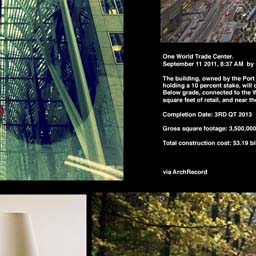 One World Trade Center.
September 11 2011, 8:37 AM by
The building, owned by the Port
holding a 10 percent stake, will
Below grade, connected to the W
square feet of retail, and near the
Completion Date: 3RD QT 2013
Gross square footage: 3,500,000
Total construction cost: $3.19 bi
via ArchRecord